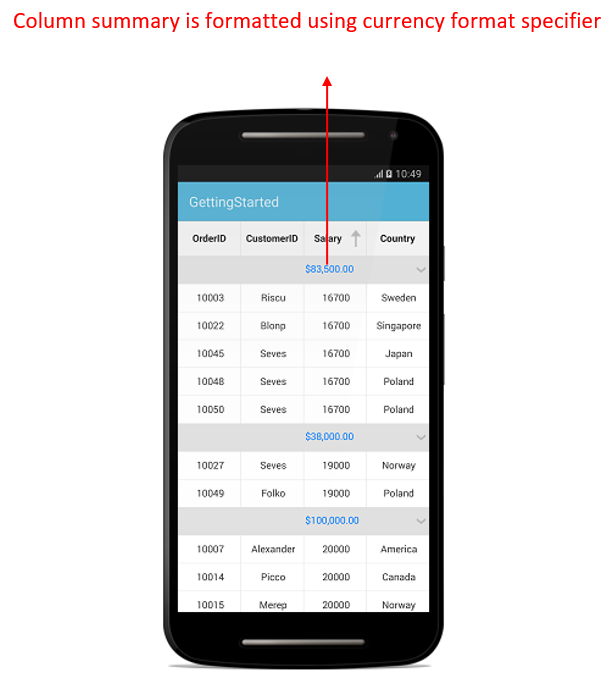 Column summary is formatted using currency format specifier
10:49
GettingStarted
OrderID CustomerID Salary Country
$83,500.00
10003 Riscu 16700 Sweden
10022 Blonp 16700 Singapore
10045 Seves 16700 Japan
10048 Seves 16700 Poland
10050 Seves 16700 Poland
$38,000.00
10027 Seves 19000 Norway
10049 Folko 19000 Poland
$100,000.00
10007 Alexander 20000 America
10014 Picco 20000 Canada
10015 Merep 20000 Norway